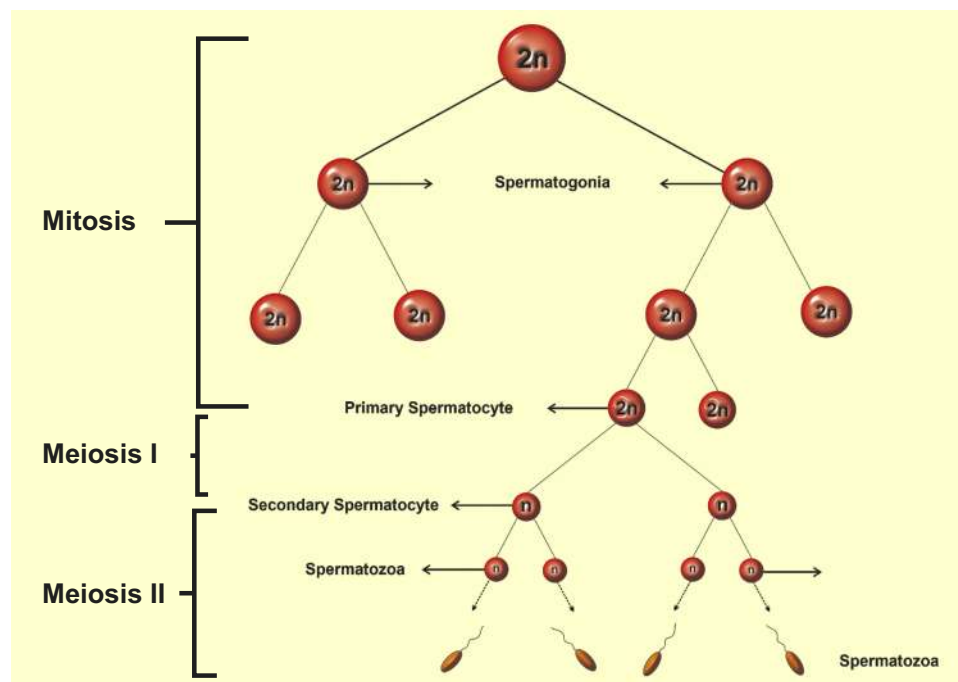 2n
2n
Spermatogonia
2n
Mitosis
2n
2n
2n
2n
Primary Spermatocyte
2n
2n
Meiosis I
Secondary Spermatocyte
n
n
Spermatozoa
n
n
n
n
Meiosis II
Spermatozoa